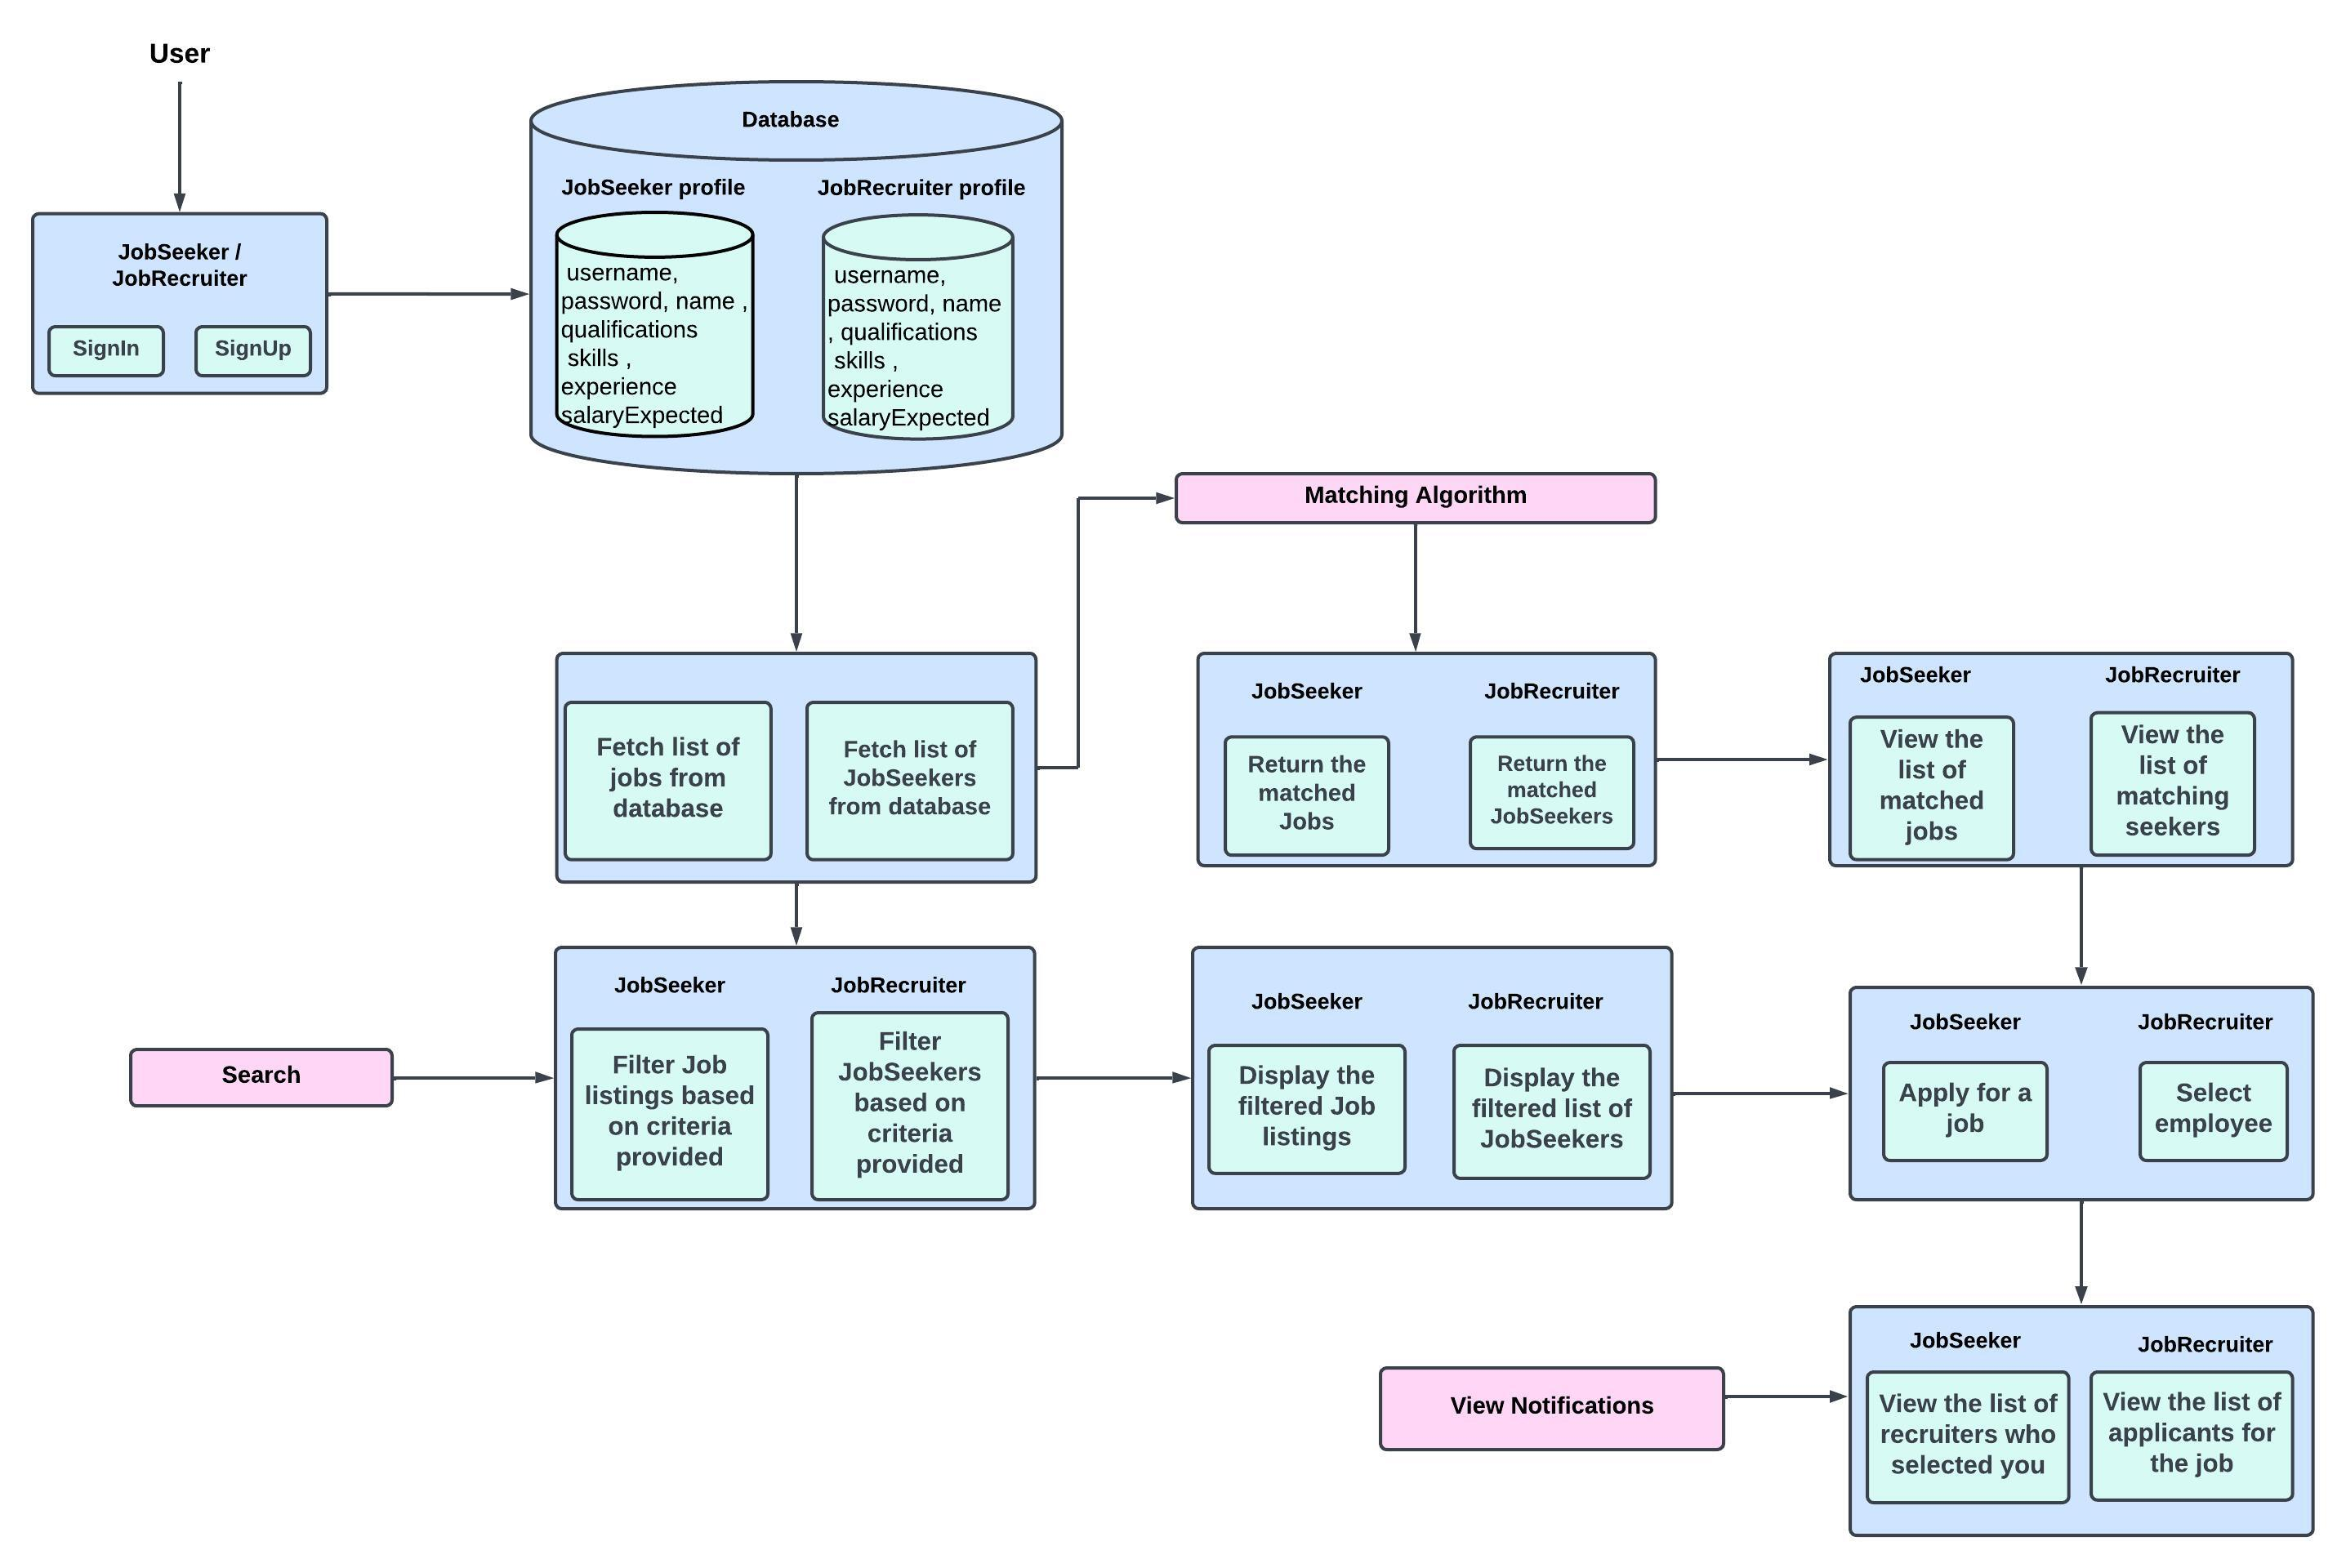 User
JobSeeker /
JobRecruiter
SignIn
SignUp
Database
JobSeeker profile
username,
password, name ,
qualifications
skills ,
experience
salaryExpected
JobRecruiter profile
username,
password, name
, qualifications
skills ,
experience
salaryExpected
Matching Algorithm
Fetch list of
jobs from
database
Fetch list of
JobSeekers
from database
JobSeeker
Return the
matched
Jobs
JobRecruiter
Return the
matched
JobSeekers
JobSeeker
View the
list of
matched
jobs
JobRecruiter
View the
list of
matching
seekers
Search
JobSeeker
Filter Job
listings based
on criteria
provided
JobRecruiter
Filter
JobSeekers
based on
criteria
provided
JobSeeker
Display the
filtered Job
listings
JobRecruiter
Display the
filtered list of
JobSeekers
JobSeeker
Apply for a
job
JobRecruiter
Select
employee
View Notifications
JobSeeker
View the list of
recruiters who
selected you
JobRecruiter
View the list of
applicants for
the job